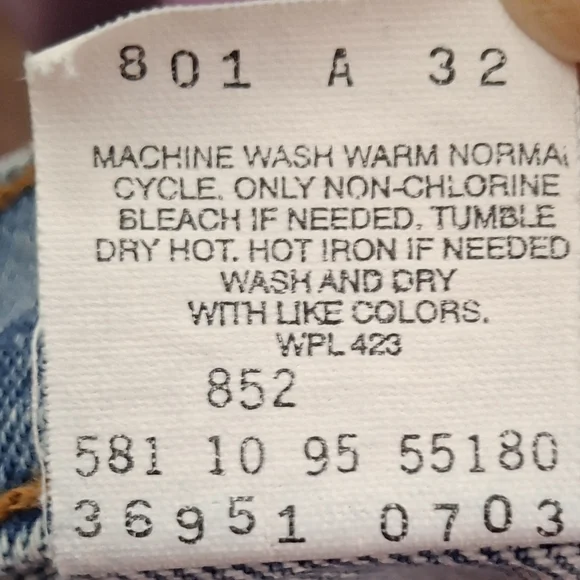 801 A 32
MACHINE WASH WARM NORMAL
CYCLE. ONLY NON-CHLORINE
BLEACH IF NEEDED. TUMBLE
DRY HOT. HOT IRON IF NEEDED
WASH AND DRY
WITH LIKE COLORS.
WPL 423
852
581 10 95 55180
36951 0703